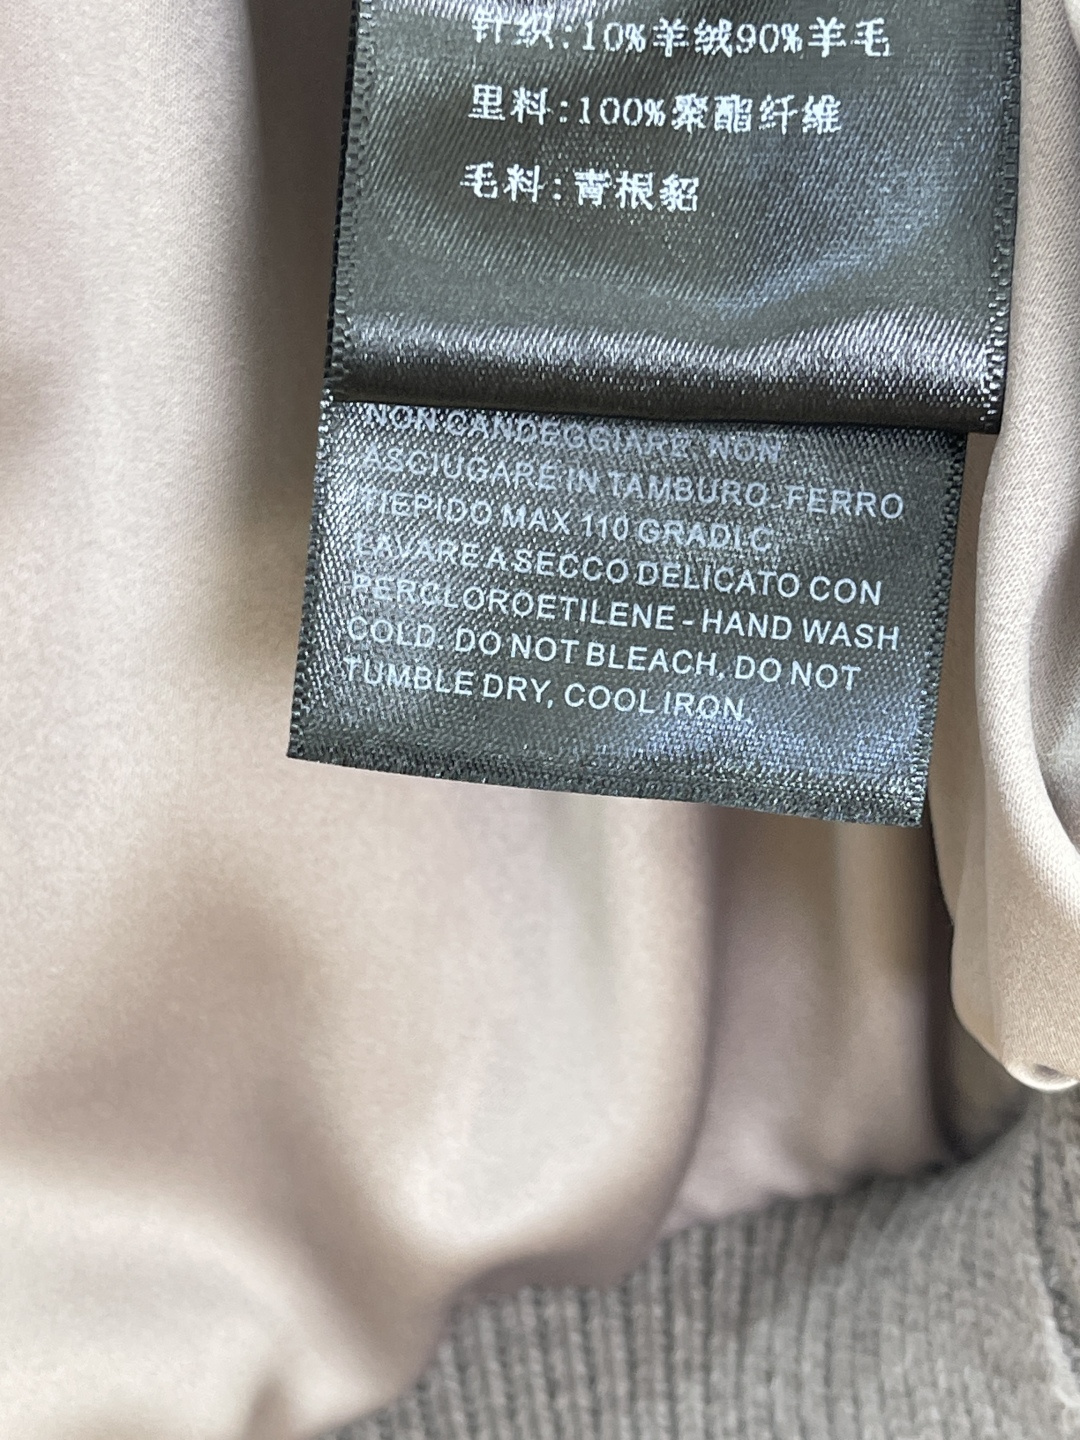 针织:10%羊绒90%羊毛
里料:100%聚酯纤维
毛料:青根貂
NON CANDEGGIARE NON
ASCIUGARE IN TAMBURO. FERRO
TIEPIDO MAX 110 GRADI C.
LAVARE A SECCO DELICATO CON
PERCLOROETILENE - HAND WASH
COLD. DO NOT BLEACH, DO NOT
TUMBLE DRY, COOL IRON.